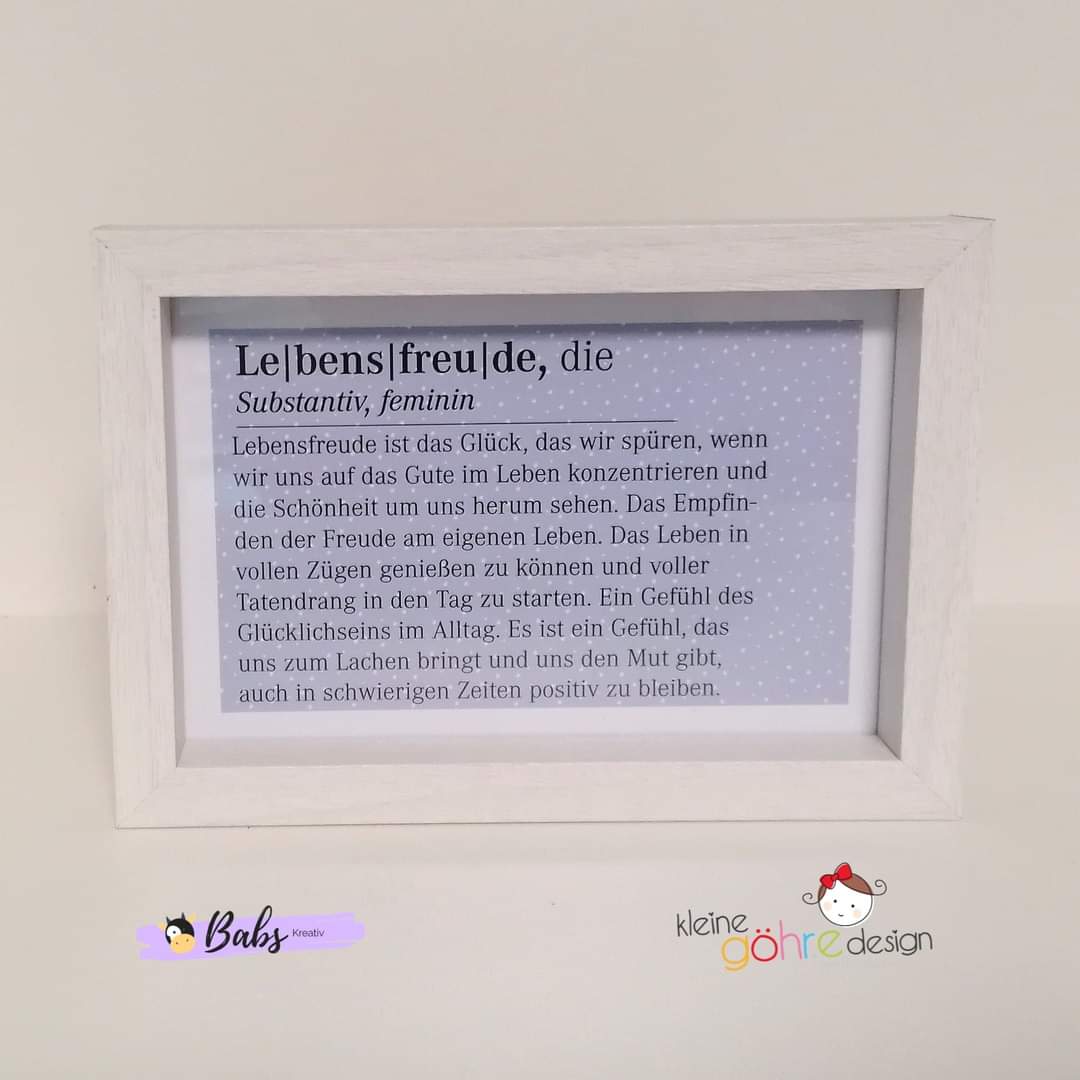 Le|bens|freu|de, die
Substantiv, feminin
Lebensfreude ist das Glück, das wir spüren, wenn
wir uns auf das Gute im Leben konzentrieren und
die Schönheit um uns herum sehen. Das Empfin-
den der Freude am eigenen Leben. Das Leben in
vollen Zügen genießen zu können und voller
Tatendrang in den Tag zu starten. Ein Gefühl des
Glücklichseins im Alltag. Es ist ein Gefühl, das
uns zum Lachen bringt und uns den Mut gibt,
auch in schwierigen Zeiten positiv zu bleiben.
Babs Kreativ
kleine
göhre design